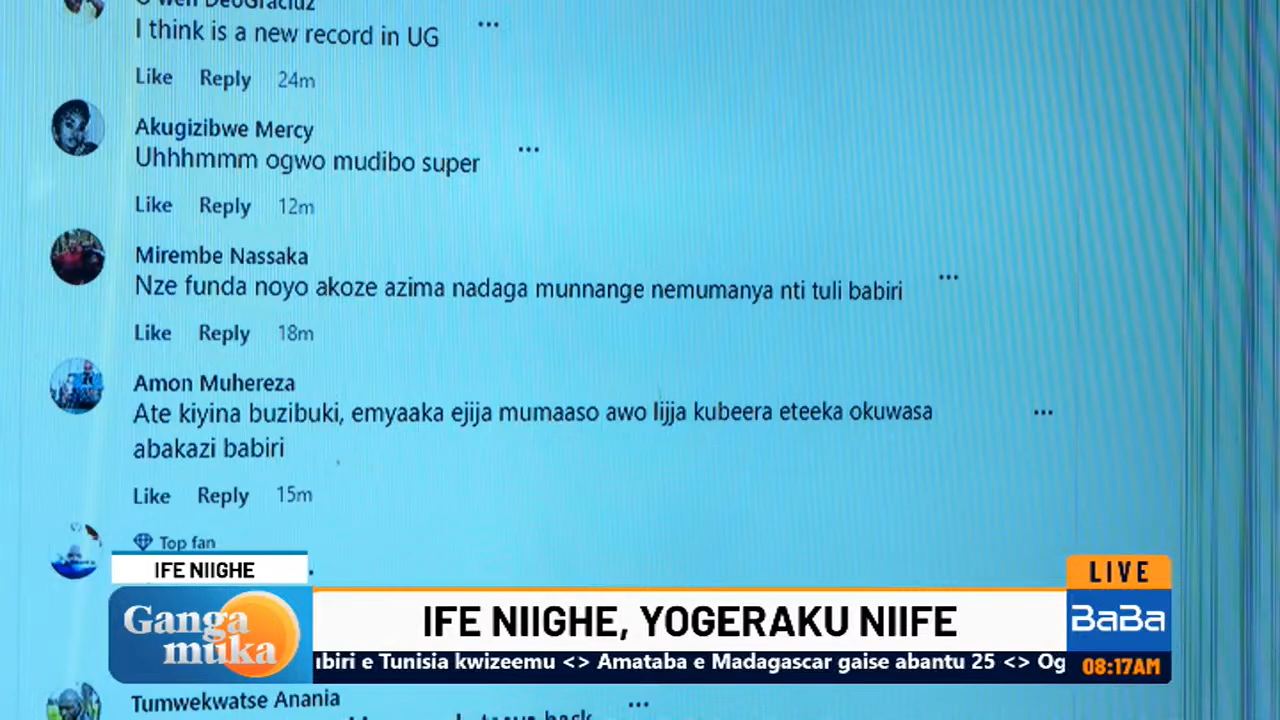 I think is a new record in UG
Like Reply 24m
Akugizibwe Mercy
Uhhhmmm ogwo mudibo super
Like Reply 12m
Mirembe Nassaka
Nze funda noyo akoze azima nadaga munnange nemumanya nti tuli babiri
Like Reply 18m
Amon Muhereza
Ate kiyina buzibuki, emyaaka ejija mumaaso awo lijja kubeera eteeka okuwasa
abakazi babiri
Like Reply 15m
Top fan
IFE NIIGHE
LIVE
Ganga
muka
IFE NIIGHE, YOGERAKU NIIFE
BaBa
e Tunisia kwizeemu <> Amataba e Madagascar gaise abantu 25 <> Og
08:17AM
Tumwekwatse Anania
back